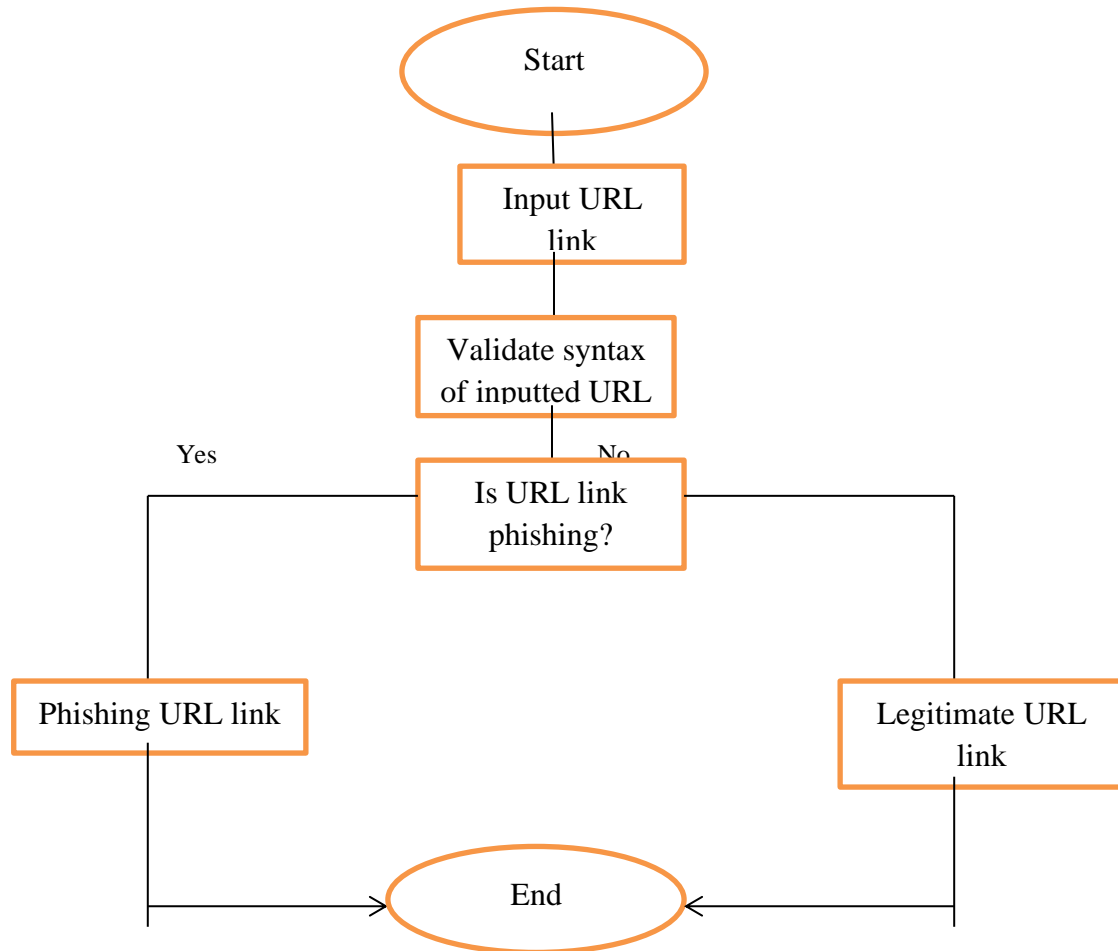 Start
Input URL
link
Validate syntax
of inputted URL
Yes
No
Is URL link
phishing?
Phishing URL link
Legitimate URL
link
End